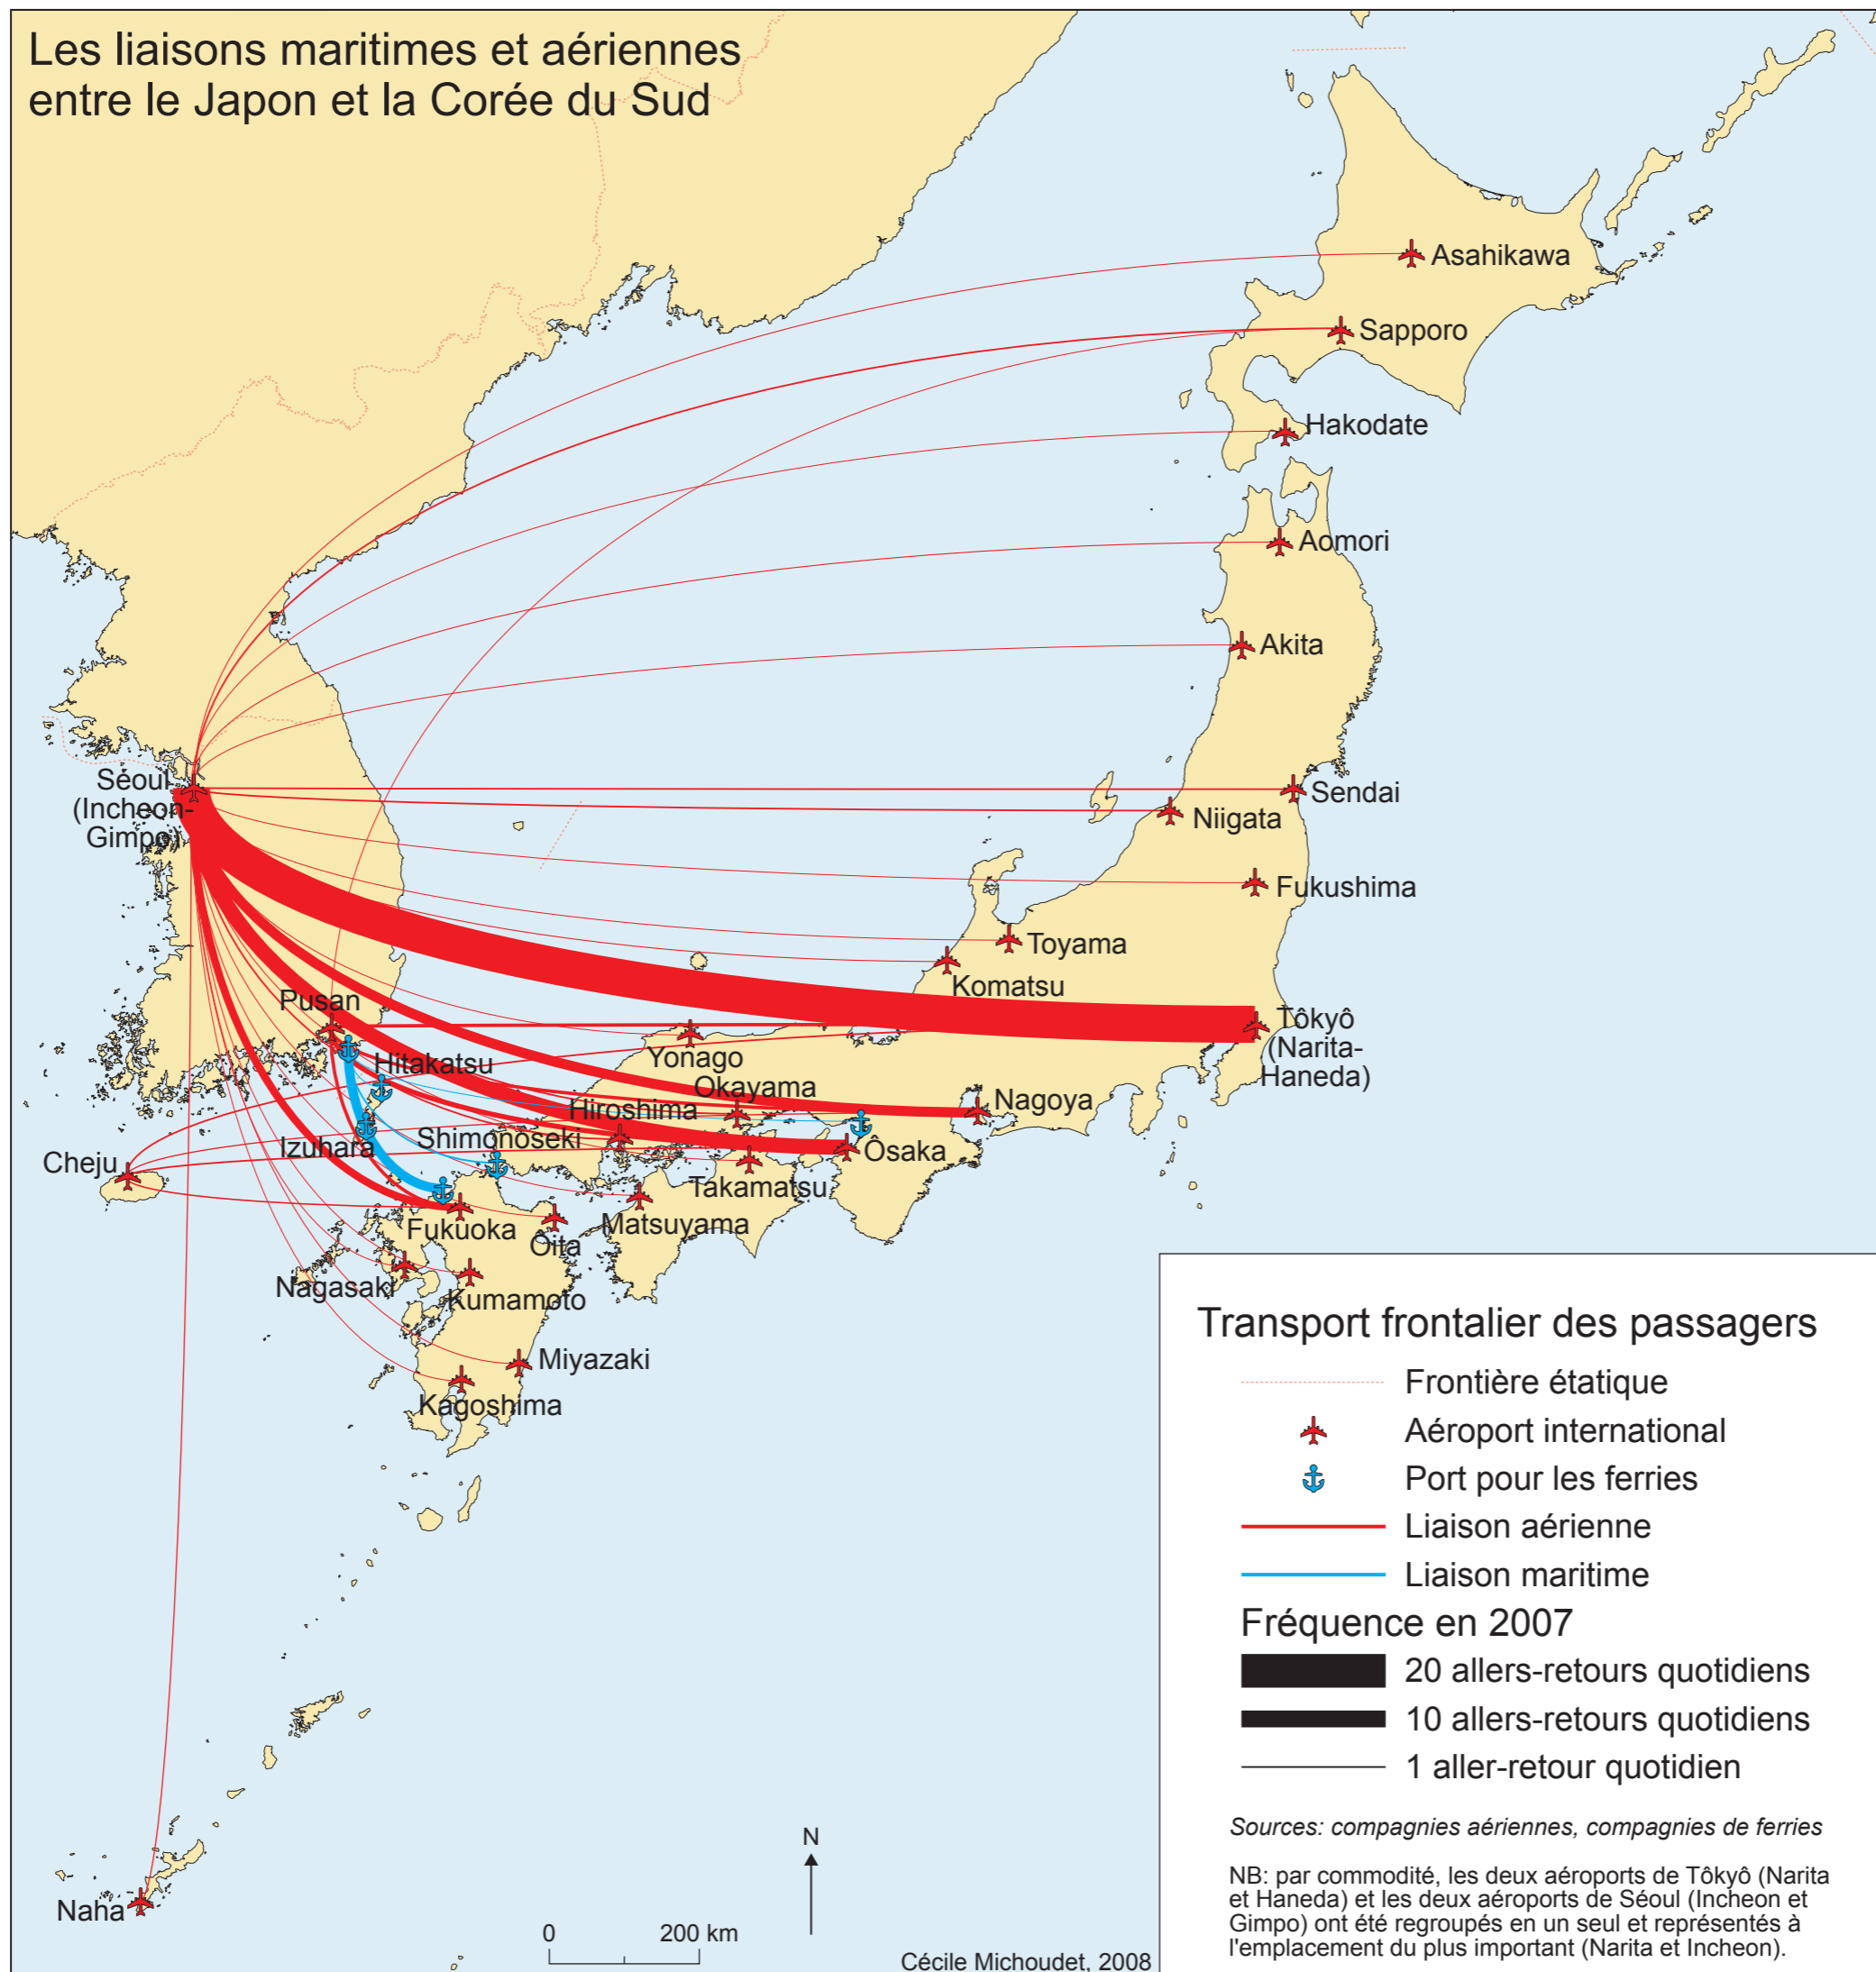 Les liaisons maritimes et aériennes
entre le Japon et la Corée du Sud
Asahikawa
Sapporo
Hakodate
Aomori
Akita
Séoul
(Incheon-
Gimpo)
Sendai
Niigata
Fukushima
Toyama
Komatsu
Pusan
Tôkyô
(Narita-
Haneda)
Hitakatsu
Yonago
Okayama
Nagoya
Hiroshima
Izuhara
Shimonoseki
Ôsaka
Cheju
Takamatsu
Fukuoka
Matsuyama
Ôita
Nagasaki
Kumamoto
Miyazaki
Kagoshima
Naha
N
0 200 km
Cécile Michoudet, 2008
Transport frontalier des passagers
Frontière étatique
Aéroport international
Port pour les ferries
Liaison aérienne
Liaison maritime
Fréquence en 2007
20 allers-retours quotidiens
10 allers-retours quotidiens
1 aller-retour quotidien
Sources: compagnies aériennes, compagnies de ferries
NB: par commodité, les deux aéroports de Tôkyô (Narita
et Haneda) et les deux aéroports de Séoul (Incheon et
Gimpo) ont été regroupés en un seul et représentés à
l'emplacement du plus important (Narita et Incheon).